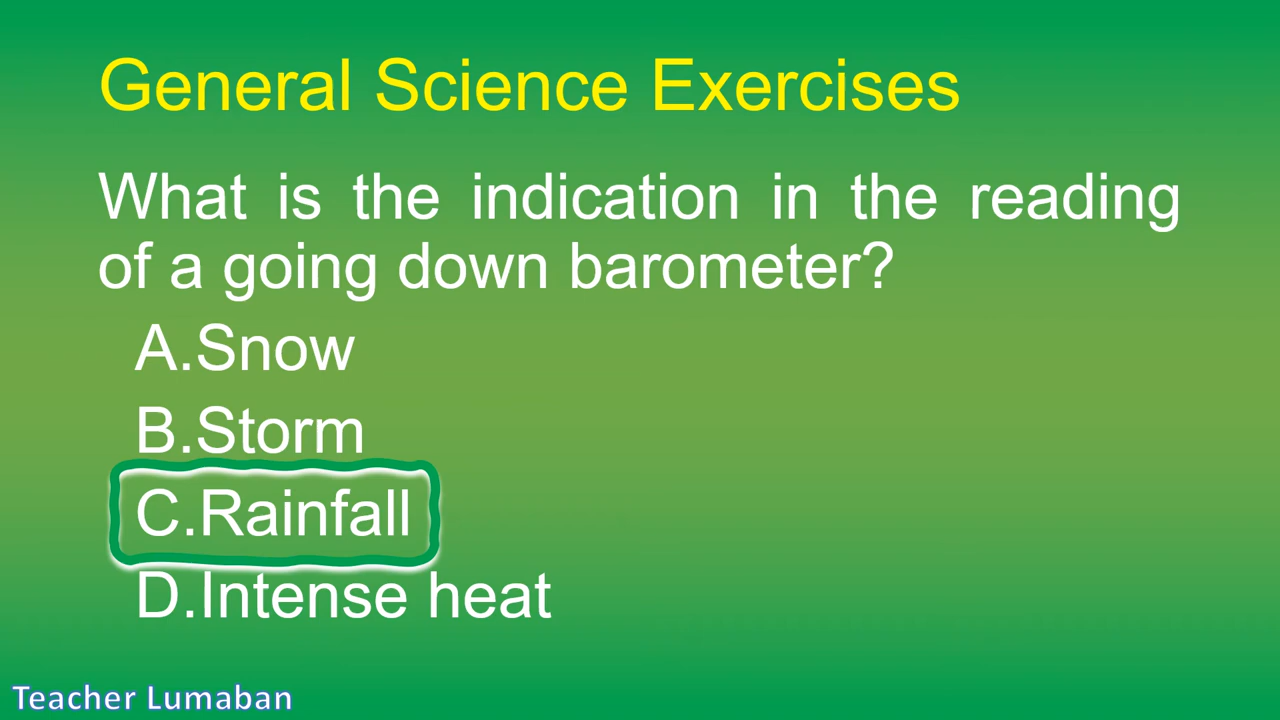 General Science Exercises
What is the indication in the reading
of a going down barometer?
A.Snow
B.Storm
C.Rainfall
D.Intense heat
Teacher Lumaban